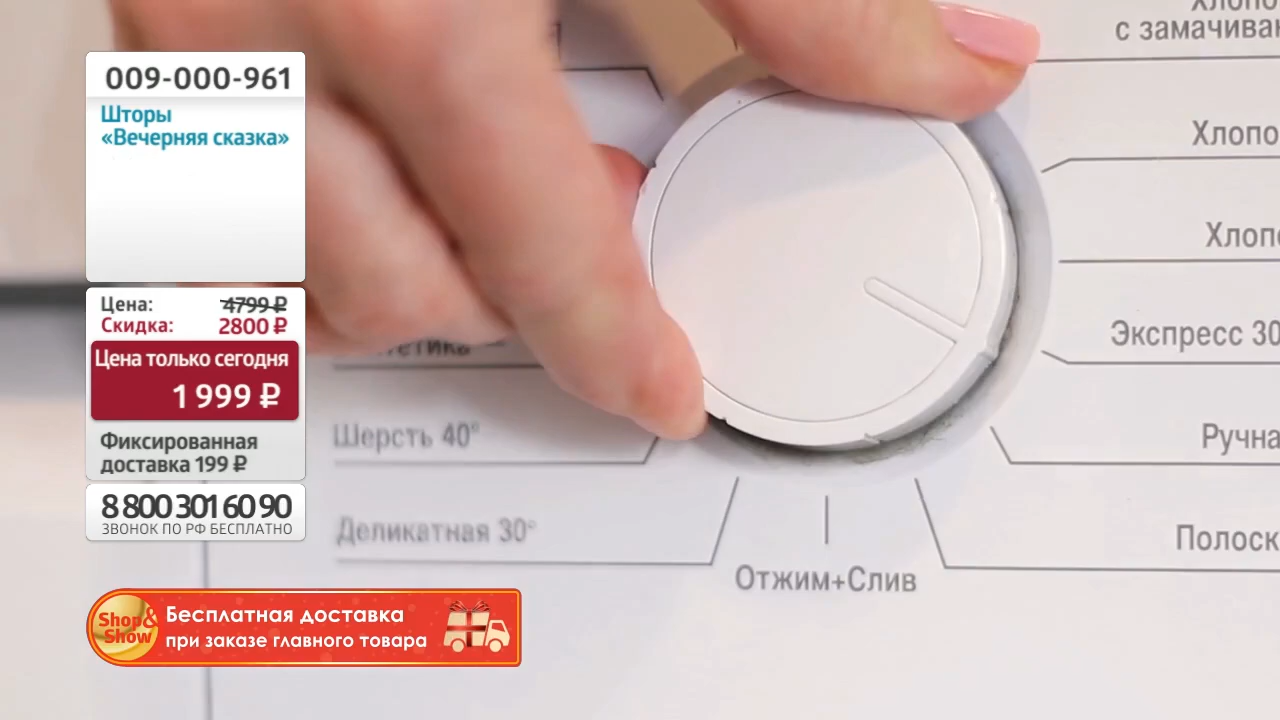 009-000-961
Шторы
«Вечерняя сказка»
Цена: 4799 ₽
Скидка: 2800 ₽
Цена только сегодня
1 999 ₽
Фиксированная
доставка 199 ₽
8 800 301 60 90
ЗВОНОК ПО РФ БЕСПЛАТНО
Shop&
Show
Бесплатная доставка
при заказе главного товара
с замачиван
Хлопо
Хлопо
Экспресс 30
Ручна
Полоск
Шерсть 40°
Деликатная 30°
Отжим+Слив